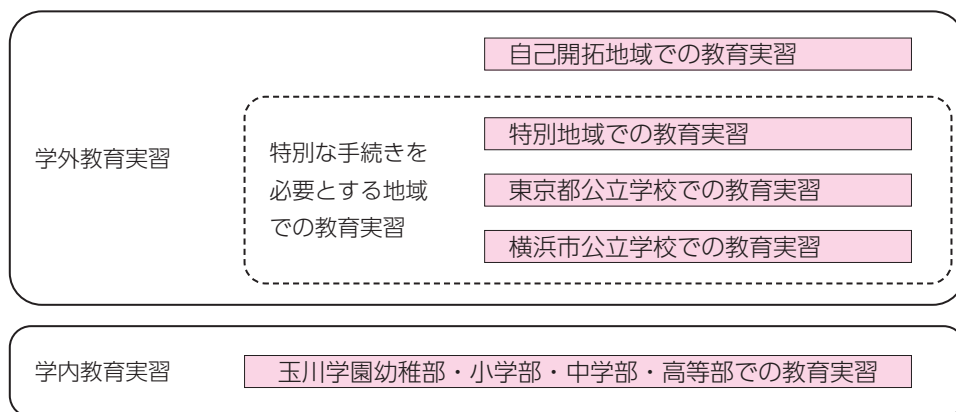 自己開拓地域での教育実習
学外教育実習
特別な手続きを
必要とする地域
での教育実習
特別地域での教育実習
東京都公立学校での教育実習
横浜市公立学校での教育実習
学内教育実習
玉川学園幼稚部・小学部・中学部・高等部での教育実習